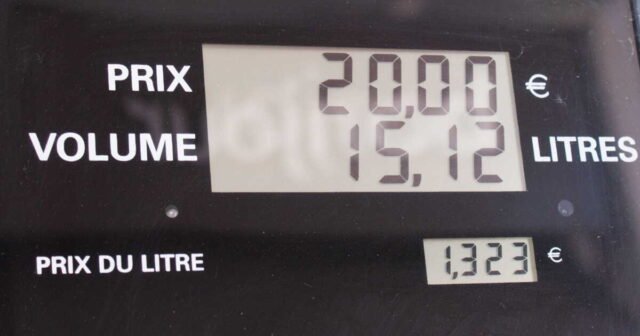 PRIX 20,00 €
VOLUME 15,12 LITRES
PRIX DU LITRE 1,323 €